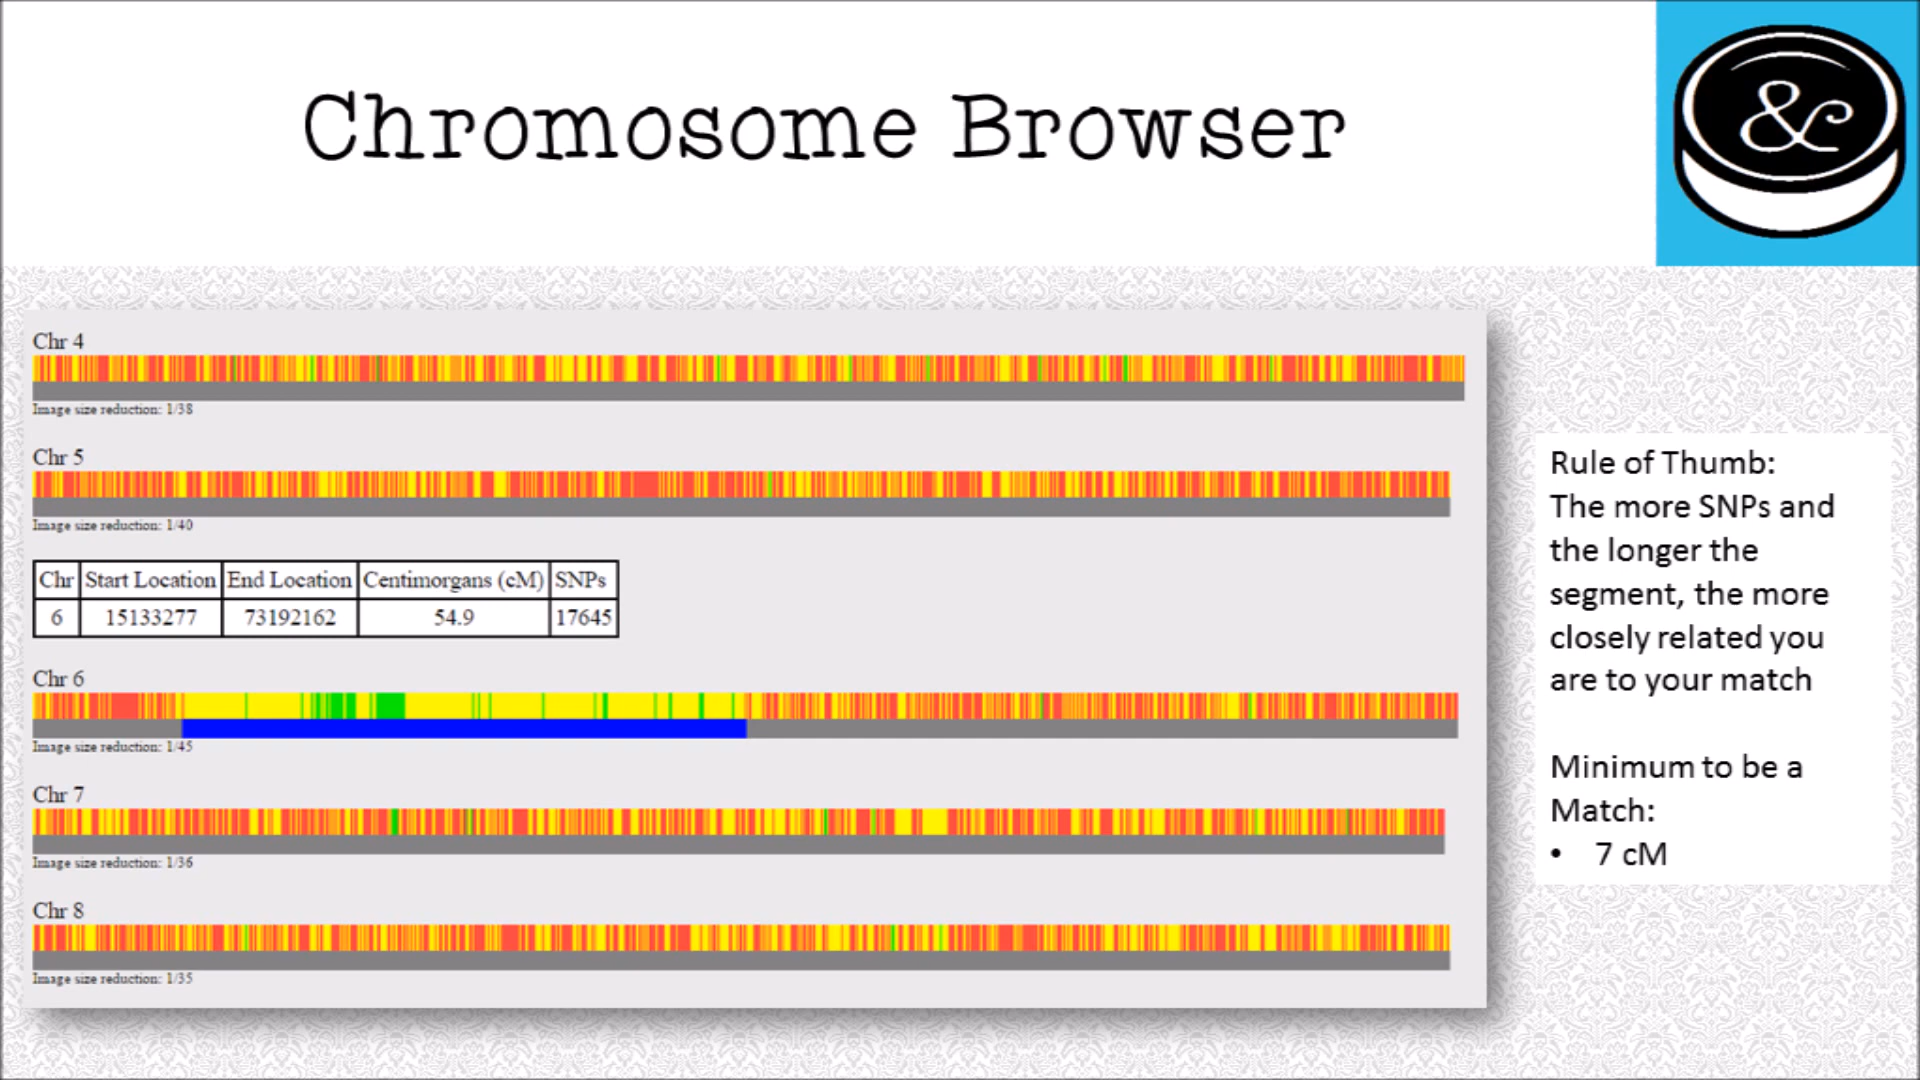 Chromosome Browser
&
Chr 4
Image size reduction: 1/38
Chr 5
Image size reduction: 1/40
Chr Start Location End Location Centimorgans (cM) SNPs
6 15133277 73192162 54.9 17645
Chr 6
Image size reduction: 1/45
Chr 7
Image size reduction: 1/36
Chr 8
Image size reduction: 1/35
Rule of Thumb:
The more SNPs and
the longer the
segment, the more
closely related you
are to your match
Minimum to be a
Match:
• 7 cM